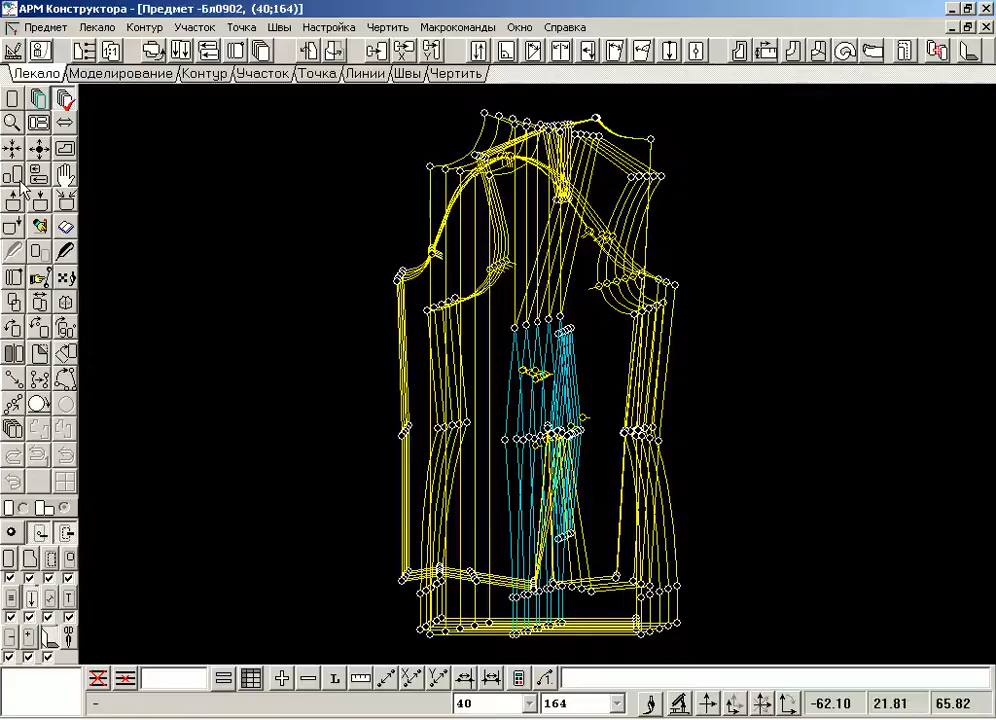 АРМ Конструктора - [Предмет -Бл0902, (40;164)]
Предмет Лекало Контур Участок Точка Швы Настройка Чертить Макрокоманды Окно Справка
Лекало Моделирование Контур Участок Точка Линии Швы Чертить
40 164 -62.10 21.81 65.82